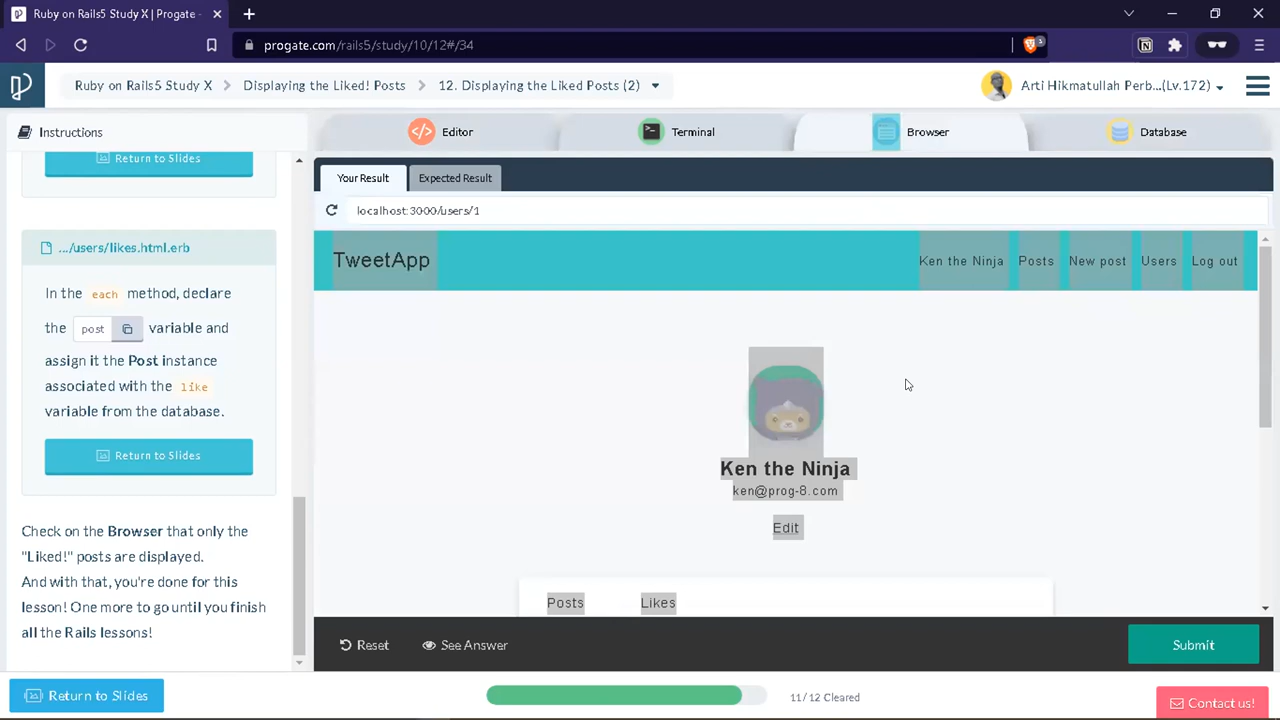 Ruby on Rails5 Study X | Progate -
progate.com/rails5/study/10/12#/34
3
Ruby on Rails5 Study X
Displaying the Liked! Posts
12. Displaying the Liked Posts (2)
Arti Hikmatullah Perb...(Lv.172)
Instructions
Editor
Terminal
Browser
Database
Return to Slides
Your Result
Expected Result
localhost:3000/users/1
.../users/likes.html.erb
In the each method, declare
the post variable and
assign it the Post instance
associated with the like
variable from the database.
Return to Slides
Check on the Browser that only the
"Liked!" posts are displayed.
And with that, you're done for this
lesson! One more to go until you finish
all the Rails lessons!
TweetApp
Ken the Ninja
Posts
New post
Users
Log out
Ken the Ninja
ken@prog-8.com
Edit
Posts
Likes
Reset
See Answer
Submit
Return to Slides
11/12 Cleared
Contact us!